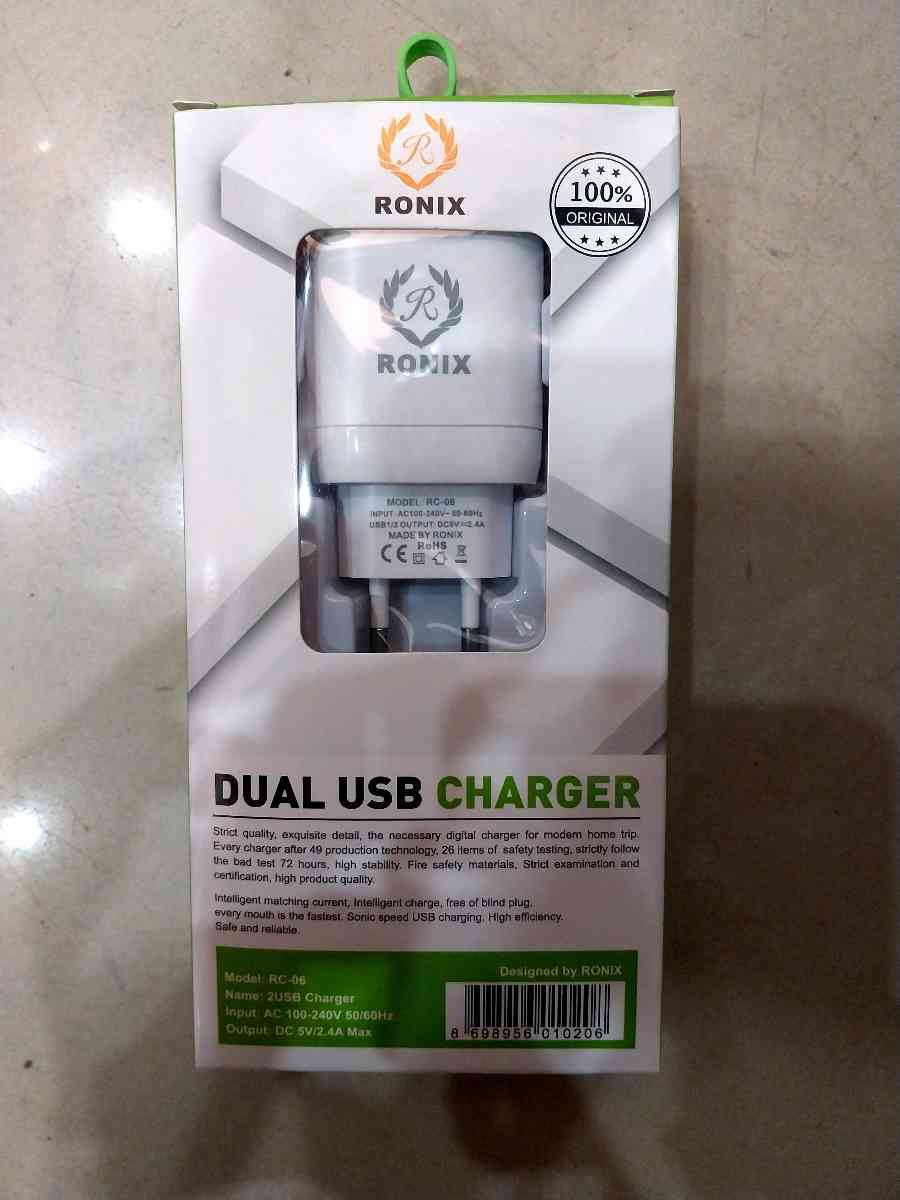 R
RONIX
100%
ORIGINAL
R
RONIX
MODEL: RC-06
INPUT: AC100-240V~ 50-60Hz
USB1/2 OUTPUT: DC5V⎓2.4A
MADE BY RONIX
RoHS
CE
DUAL USB CHARGER
Strict quality, exquisite detail, the necessary digital charger for modern home trip.
Every charger after 49 production technology, 26 items of safety testing, strictly follow
the bad test 72 hours, high stability. Fire safety materials, Strict examination and
certification, high product quality.
Intelligent matching current, Intelligent charge, free of blind plug.
every mouth is the fastest. Sonic speed USB charging. High efficiency.
Safe and reliable.
Model: RC-06
Name: 2USB Charger
Input: AC 100-240V 50/60Hz
Output: DC 5V/2.4A Max
Designed by RONIX
8 698956 010206